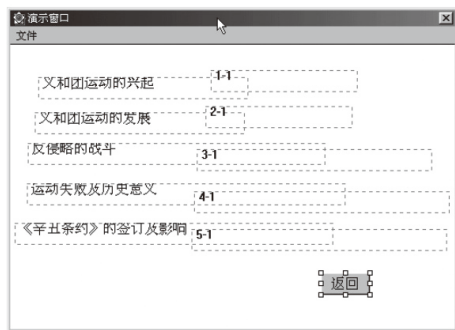 演示窗口
文件
义和团运动的兴起 1-1
义和团运动的发展 2-1
反侵略的战斗 3-1
运动失败及历史意义 4-1
《辛丑条约》的签订及影响 5-1
返回